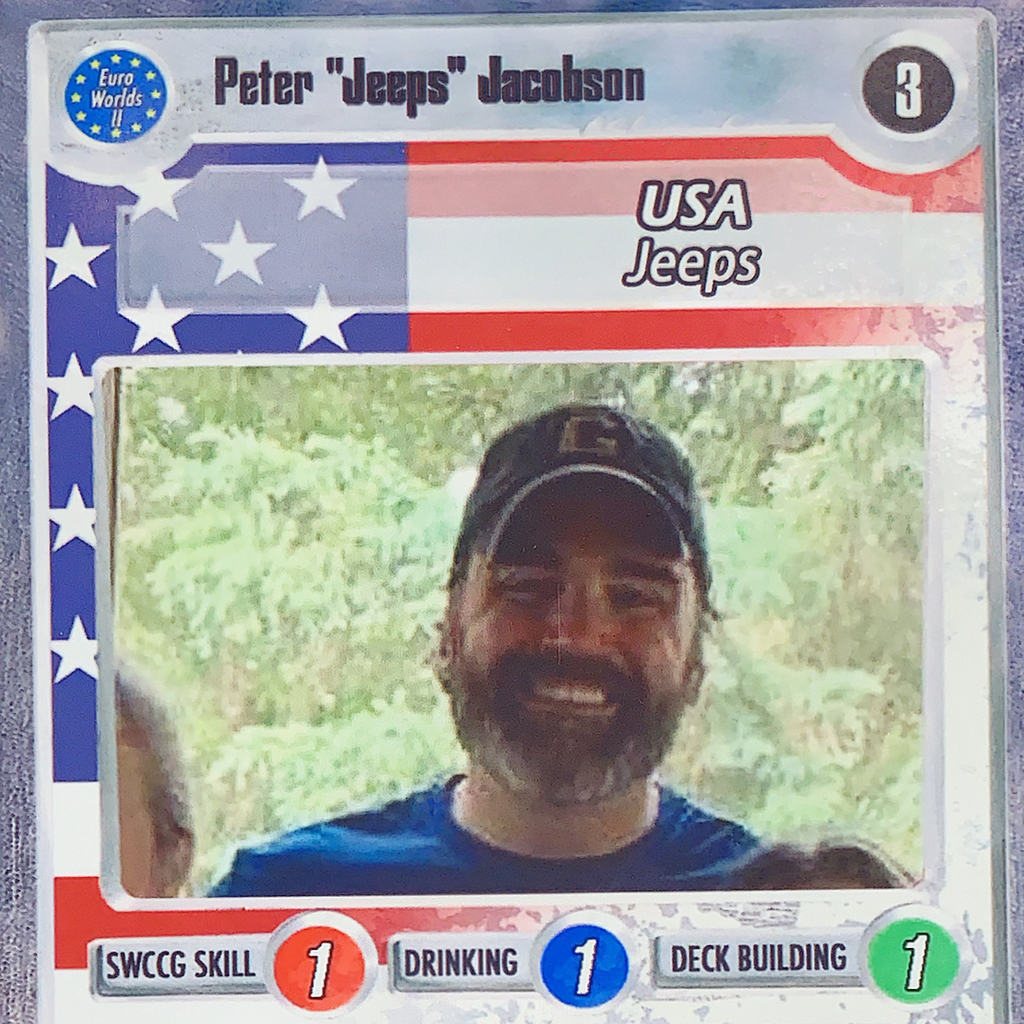 Euro
Worlds
II
Peter "Jeeps" Jacobson
3
USA
Jeeps
SWCCG SKILL 1 DRINKING 1 DECK BUILDING 1